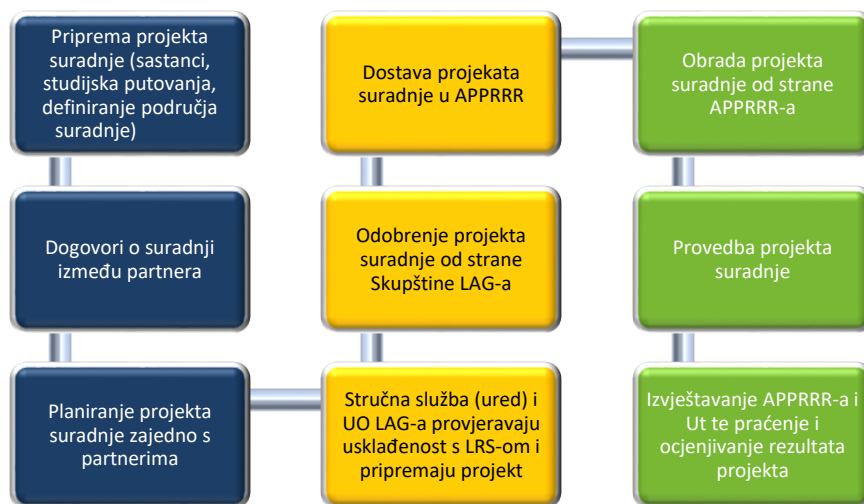 Priprema projekta
suradnje (sastanci,
studijska putovanja,
definiranje područja
suradnje)
Dogovori o suradnji
između partnera
Planiranje projekta
suradnje zajedno s
partnerima
Stručna služba (ured) i
UO LAG-a provjeravaju
usklađenost s LRS-om i
pripremaju projekt
Odobrenje projekta
suradnje od strane
Skupštine LAG-a
Dostava projekata
suradnje u APPRRR
Obrada projekta
suradnje od strane
APPRRR-a
Provedba projekta
suradnje
Izvještavanje APPRRR-a i
Ut te praćenje i
ocjenjivanje rezultata
projekta